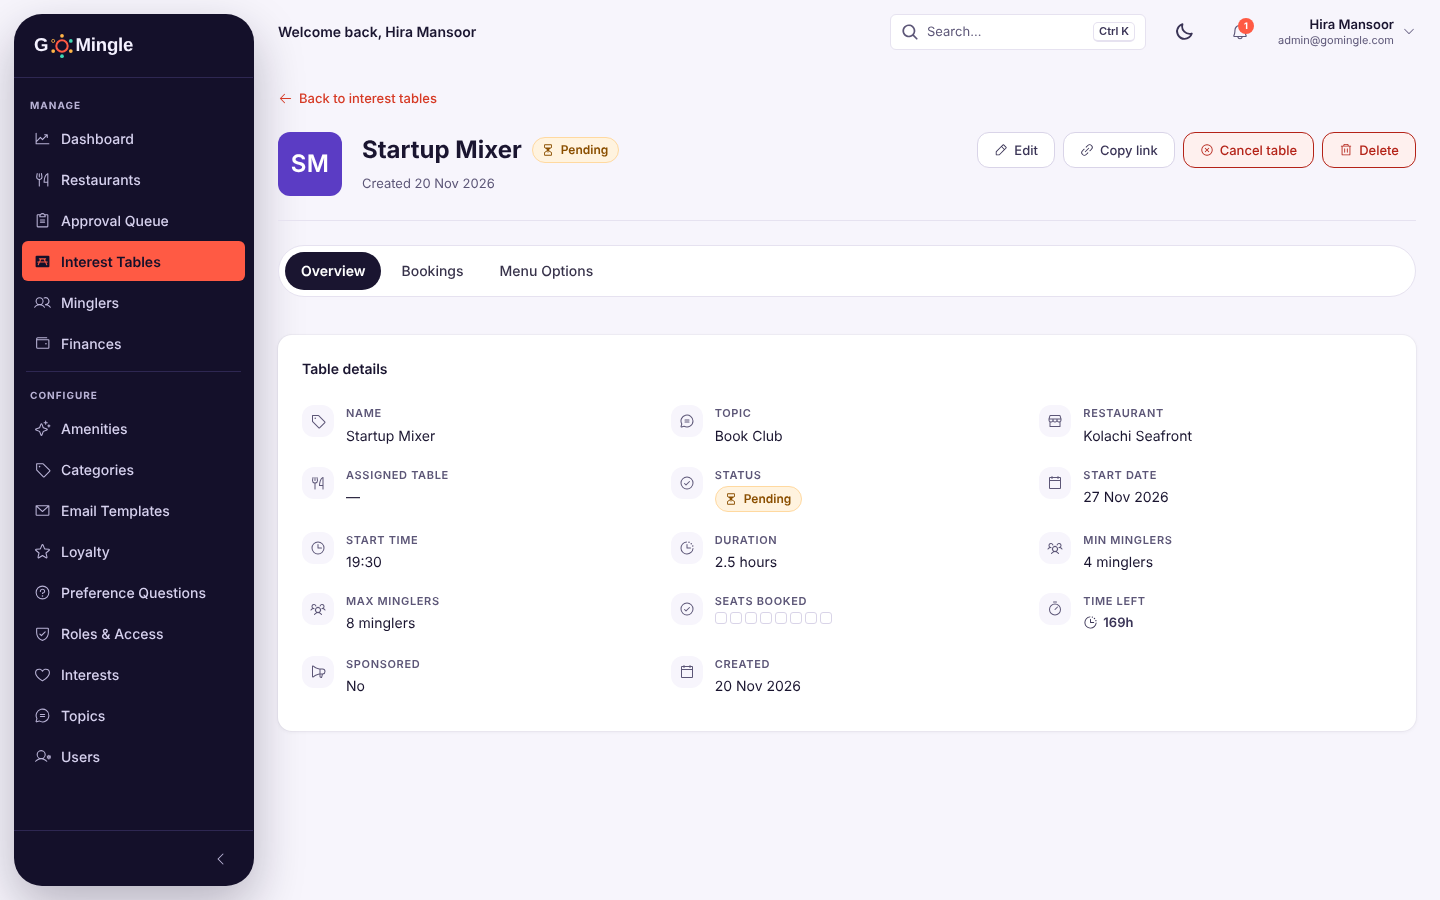 GoMingle
Welcome back, Hira Mansoor
Search...
Ctrl K
1
Hira Mansoor
admin@gomingle.com
MANAGE
Dashboard
Restaurants
Approval Queue
Interest Tables
Minglers
Finances
CONFIGURE
Amenities
Categories
Email Templates
Loyalty
Preference Questions
Roles & Access
Interests
Topics
Users
Back to interest tables
SM
Startup Mixer
Pending
Created 20 Nov 2026
Edit
Copy link
Cancel table
Delete
Overview
Bookings
Menu Options
Table details
NAME
Startup Mixer
TOPIC
Book Club
RESTAURANT
Kolachi Seafront
ASSIGNED TABLE
—
STATUS
Pending
START DATE
27 Nov 2026
START TIME
19:30
DURATION
2.5 hours
MIN MINGLERS
4 minglers
MAX MINGLERS
8 minglers
SEATS BOOKED
TIME LEFT
169h
SPONSORED
No
CREATED
20 Nov 2026